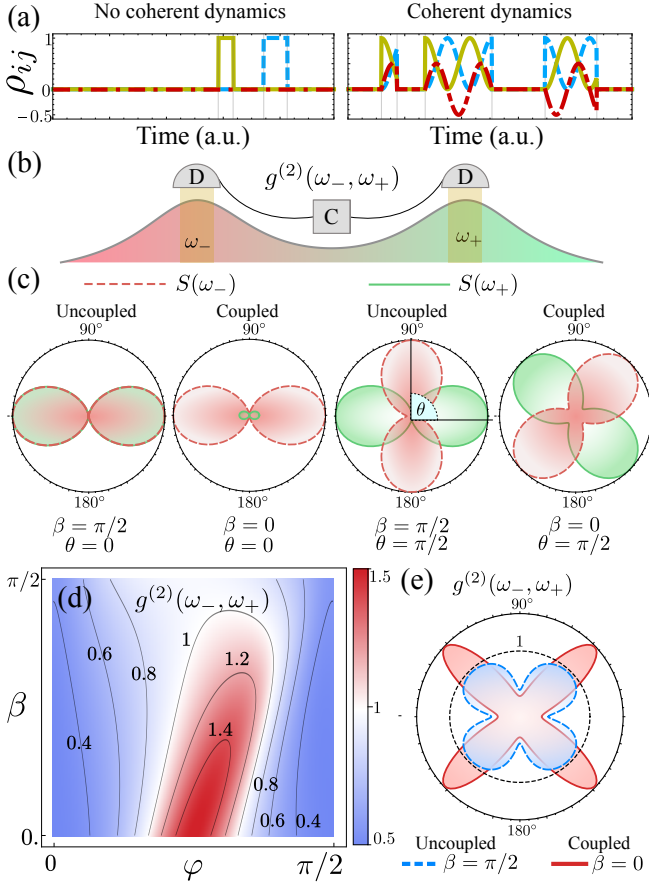 (a)
No coherent dynamics
Coherent dynamics
ρij
1
0
−0.5
Time (a.u.)
Time (a.u.)
(b)
D
g(2)(ω−, ω+)
D
C
ω−
ω+
(c)
S(ω−)
S(ω+)
Uncoupled
Coupled
Uncoupled
Coupled
90°
90°
90°
90°
θ
180°
180°
180°
180°
β = π/2
β = 0
β = π/2
β = 0
θ = 0
θ = 0
θ = π/2
θ = π/2
(d)
π/2
g(2)(ω−, ω+)
1
0.6
0.8
1.2
1.4
0.4
0.8
0.6
0.4
β
0.
0
φ
π/2
1.5
1
0.5
(e)
g(2)(ω−, ω+)
90°
1
180°
Uncoupled
Coupled
β = π/2
β = 0